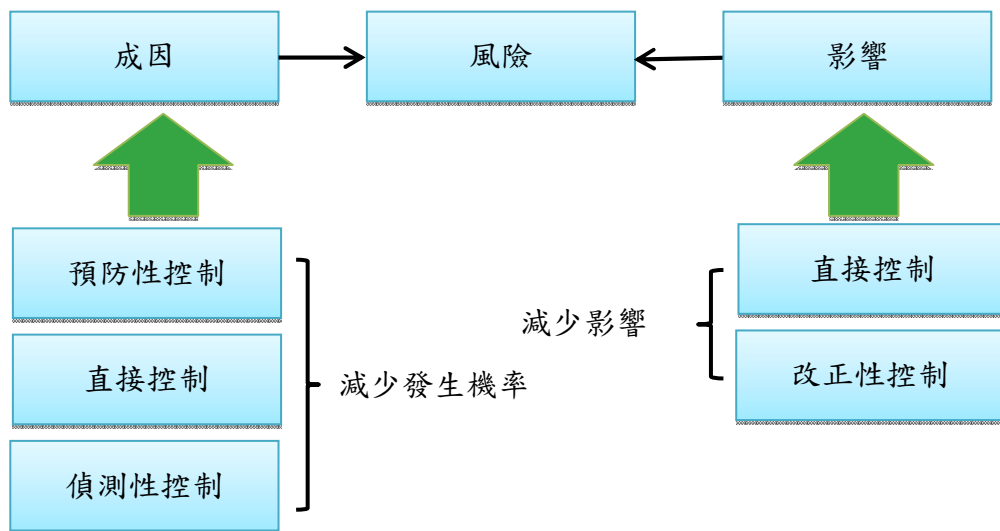 成因
風險
影響
預防性控制
直接控制
偵測性控制
減少發生機率
減少影響
直接控制
改正性控制